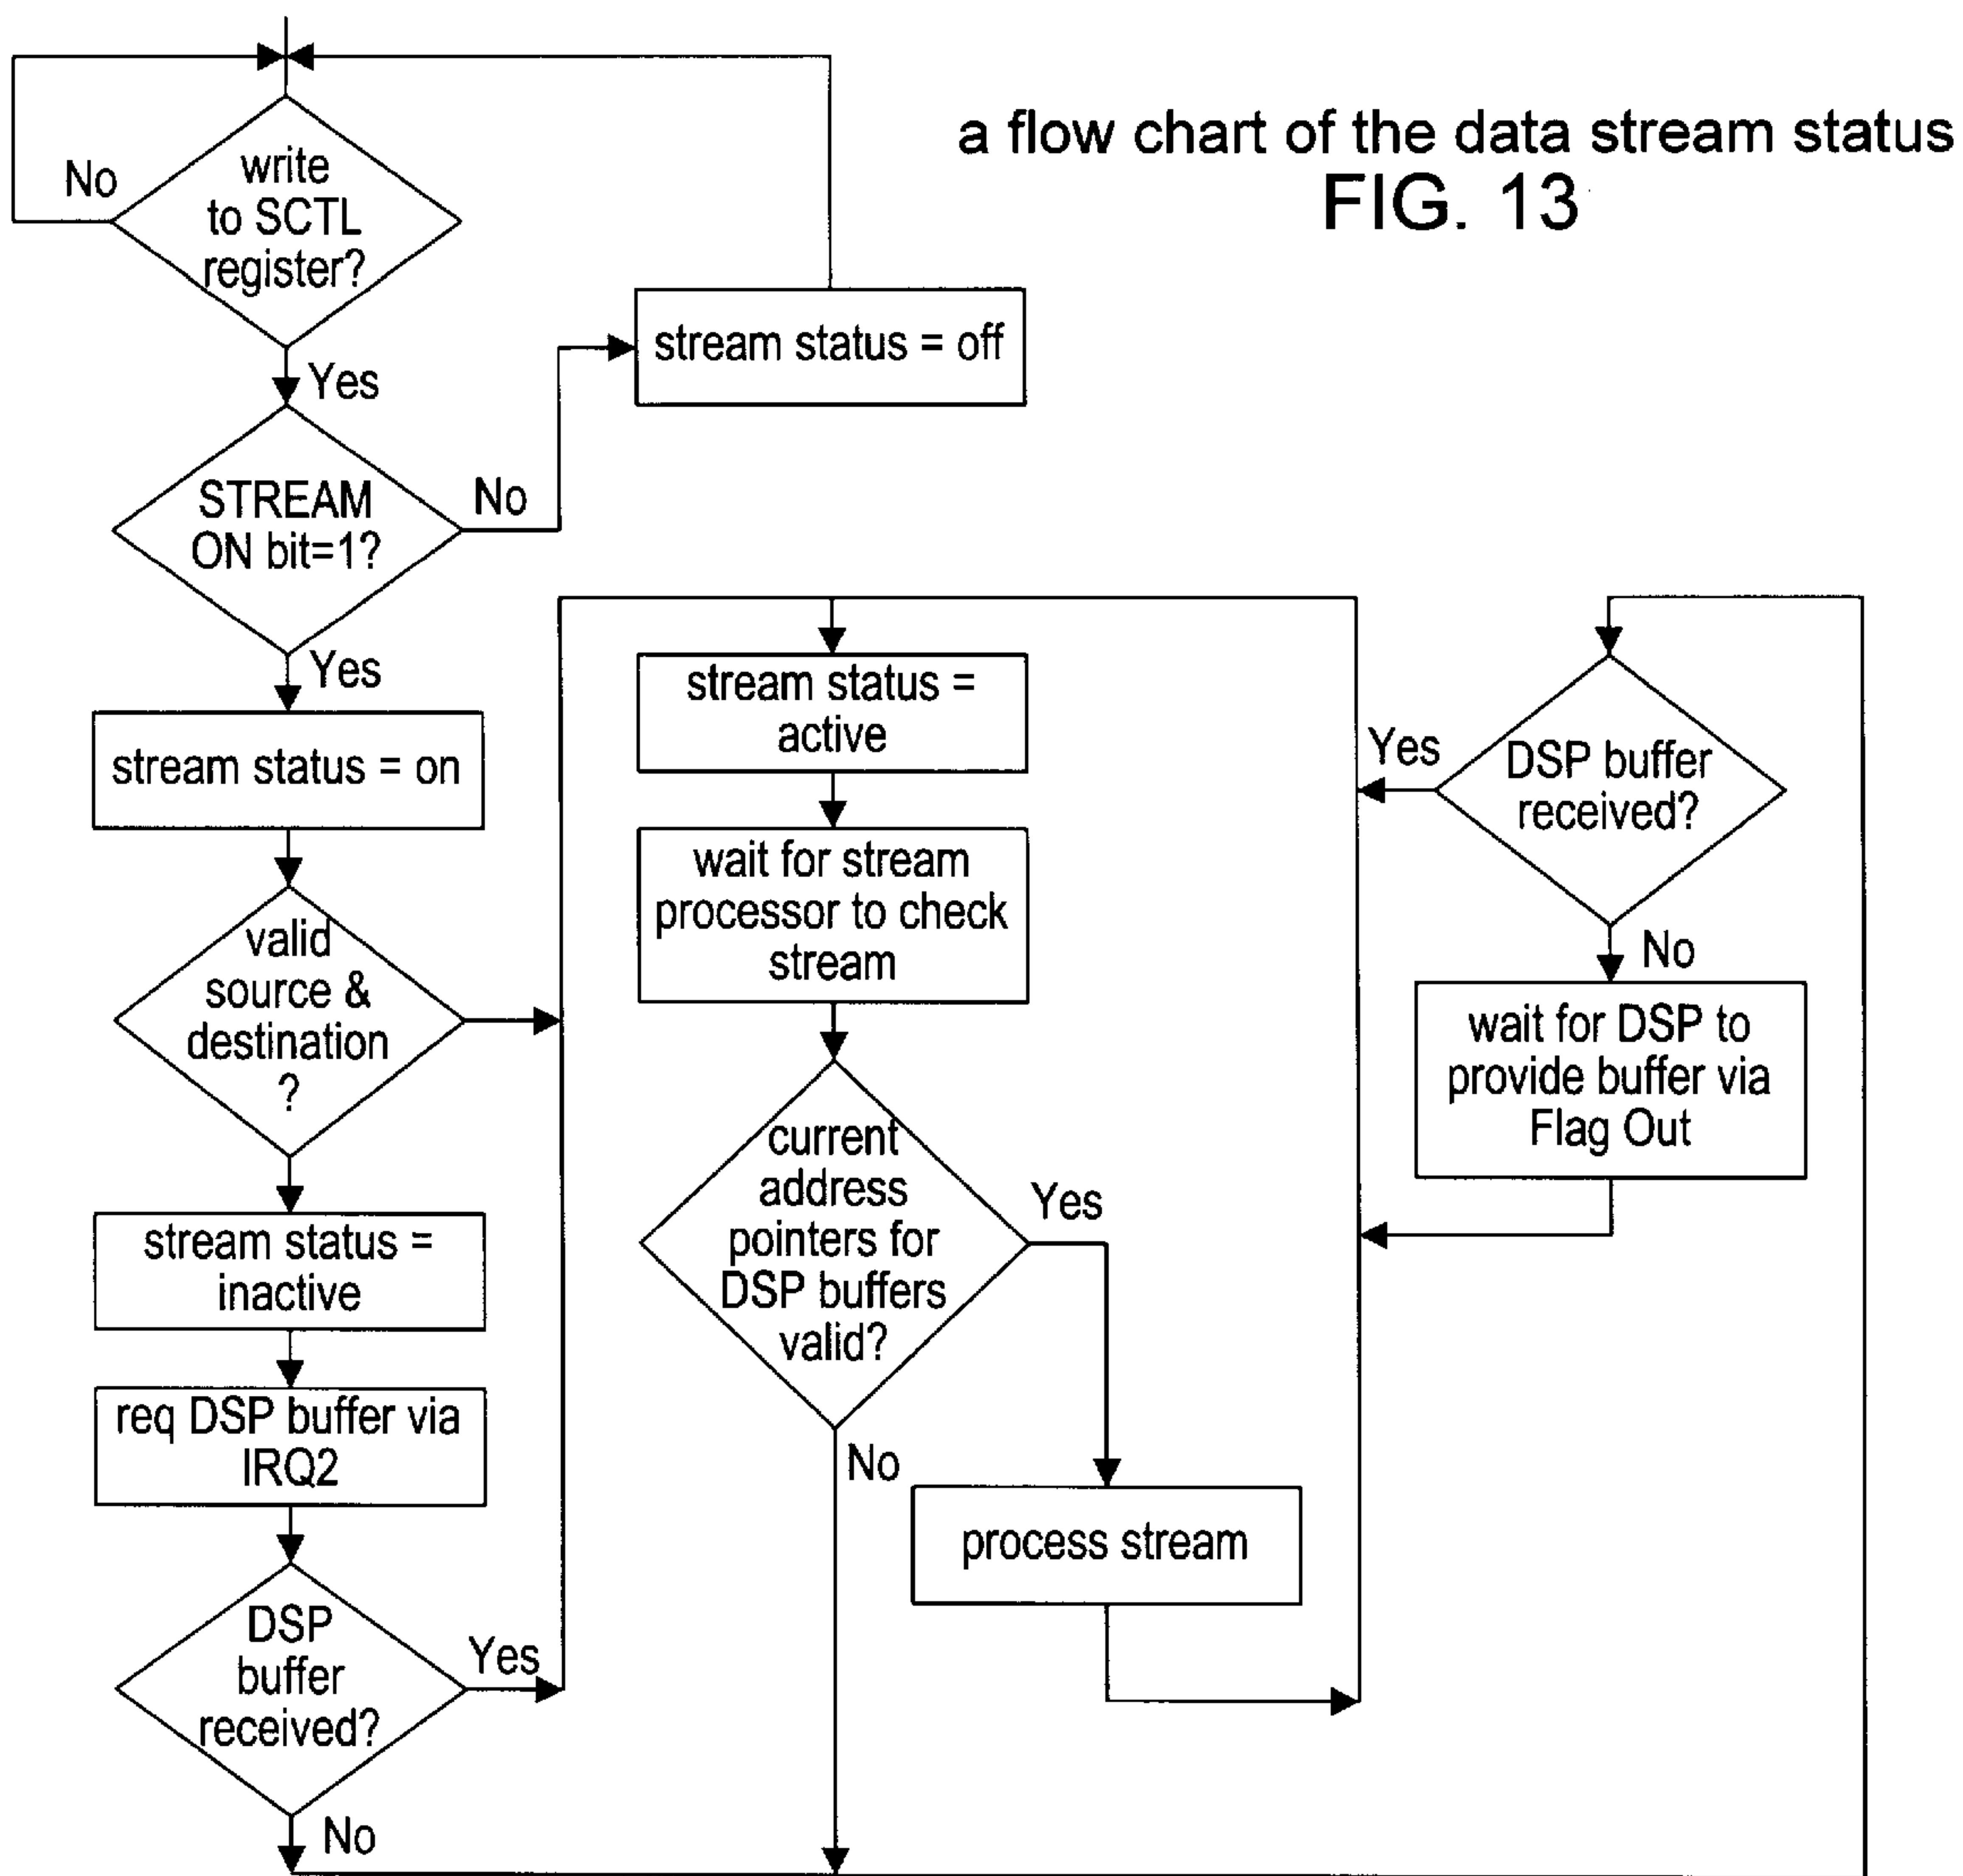 a flow chart of the data stream status
FIG. 13
write
to SCTL
register?
No
Yes
stream status = off
STREAM
ON bit=1?
No
Yes
stream status = on
valid
source &
destination
?
stream status =
inactive
req DSP buffer via
IRQ2
DSP
buffer
received?
Yes
No
stream status =
active
wait for stream
processor to check
stream
current
address
pointers for
DSP buffers
valid?
Yes
No
process stream
DSP buffer
received?
Yes
No
wait for DSP to
provide buffer via
Flag Out